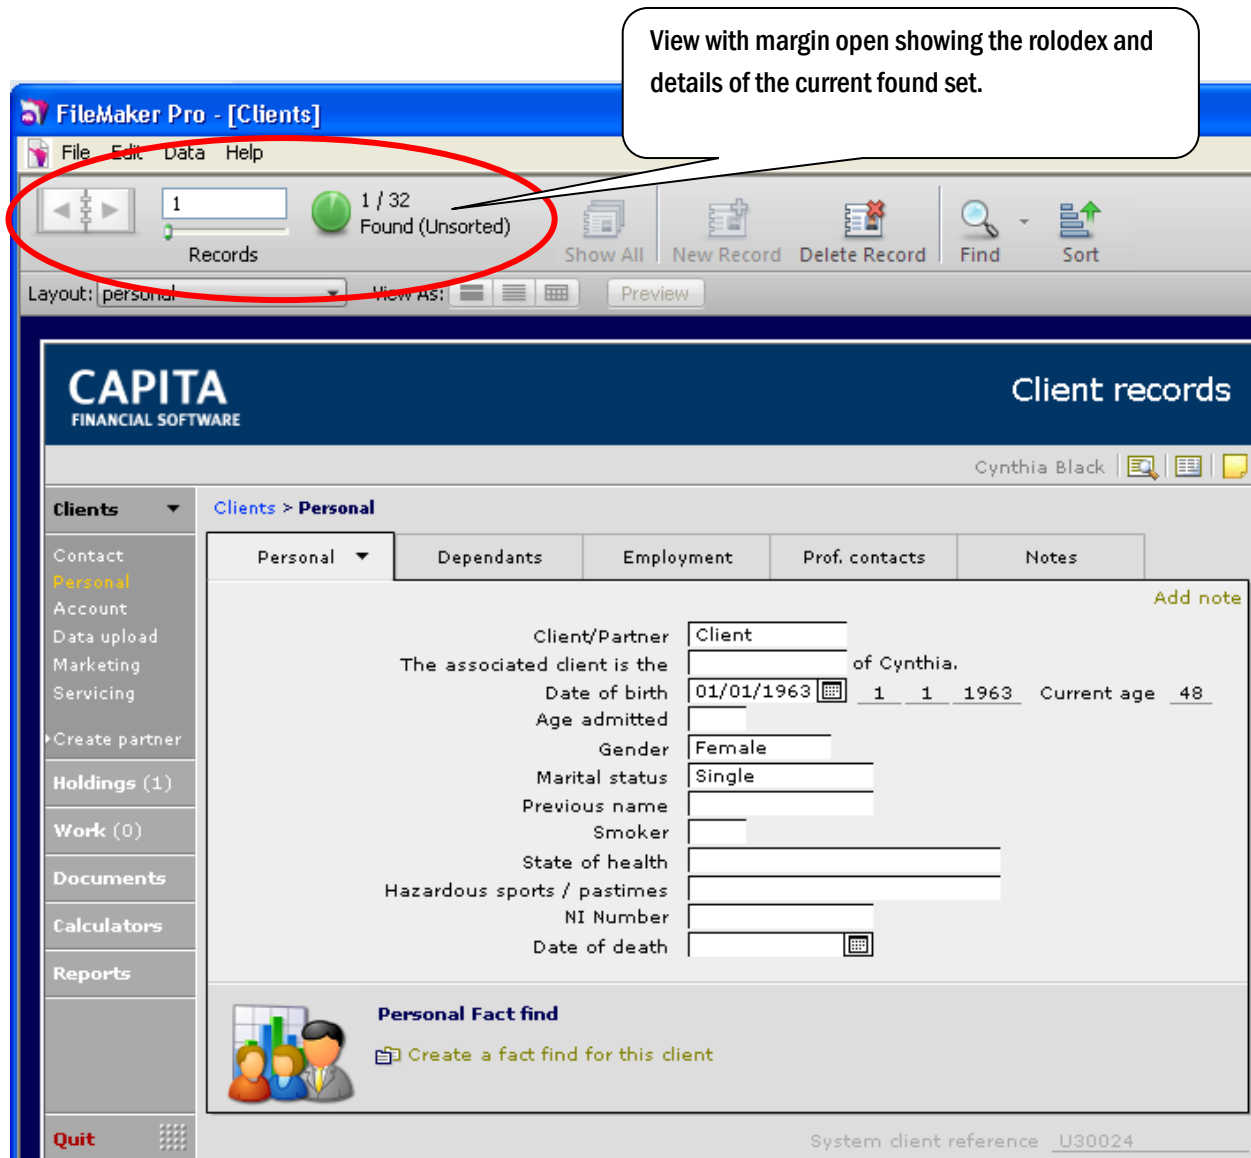 View with margin open showing the rolodex and
details of the current found set.
FileMaker Pro - [Clients]
File Edit Data Help
1
1 / 32
Found (Unsorted)
Records
Show All
New Record
Delete Record
Find
Sort
Layout: personal
View As:
Preview
CAPITA
FINANCIAL SOFTWARE
Client records
Cynthia Black
Clients
Clients > Personal
Contact
Personal
Account
Data upload
Marketing
Servicing
Create partner
Holdings (1)
Work (0)
Documents
Calculators
Reports
Quit
Personal
Dependants
Employment
Prof. contacts
Notes
Add note
Client/Partner Client
The associated client is the of Cynthia.
Date of birth 01/01/1963 1 1 1963 Current age 48
Age admitted
Gender Female
Marital status Single
Previous name
Smoker
State of health
Hazardous sports / pastimes
NI Number
Date of death
Personal Fact find
Create a fact find for this client
System client reference U30024